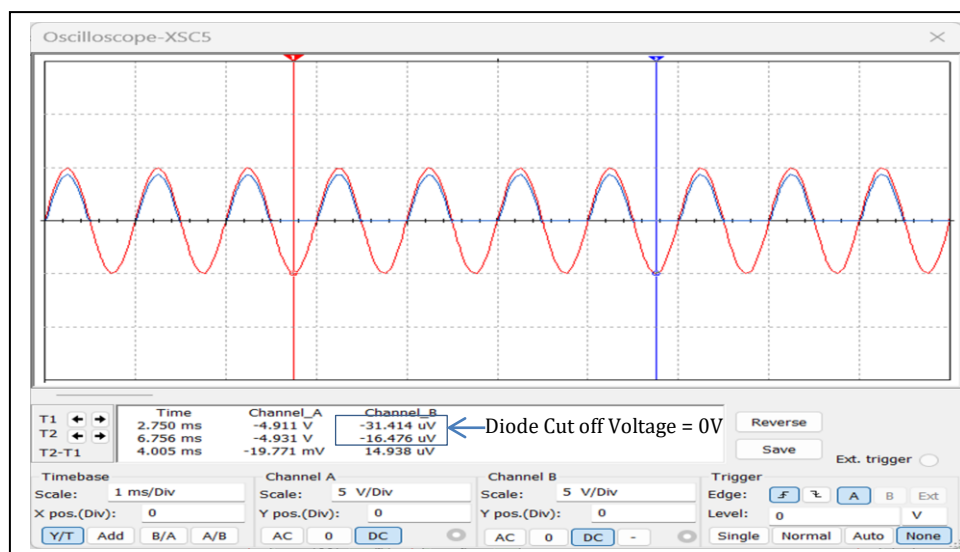 Oscilloscope-XSC5
Time Channel_A Channel_B
T1 2.750 ms -4.911 V -31.414 uV
T2 6.756 ms -4.931 V -16.476 uV
T2-T1 4.005 ms -19.771 mV 14.938 uV
Diode Cut off Voltage = 0V
Reverse
Save
Ext. trigger
Timebase
Scale: 1 ms/Div
X pos.(Div): 0
Y/T Add B/A A/B
Channel A
Scale: 5 V/Div
Y pos.(Div): 0
AC 0 DC
Channel B
Scale: 5 V/Div
Y pos.(Div): 0
AC 0 DC -
Trigger
Edge: A B Ext
Level: 0 V
Single Normal Auto None